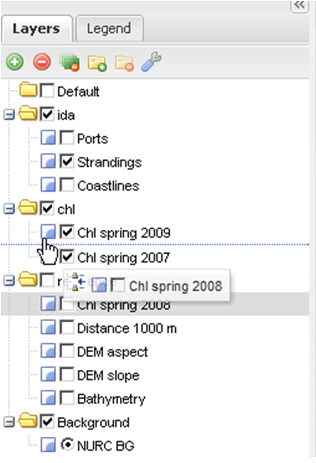 Layers Legend
Default
ida
Ports
Strandings
Coastlines
chl
Chl spring 2009
Chl spring 2007
Chl spring 2008
Chl spring 2008
Distance 1000 m
DEM aspect
DEM slope
Bathymetry
Background
NURC BG